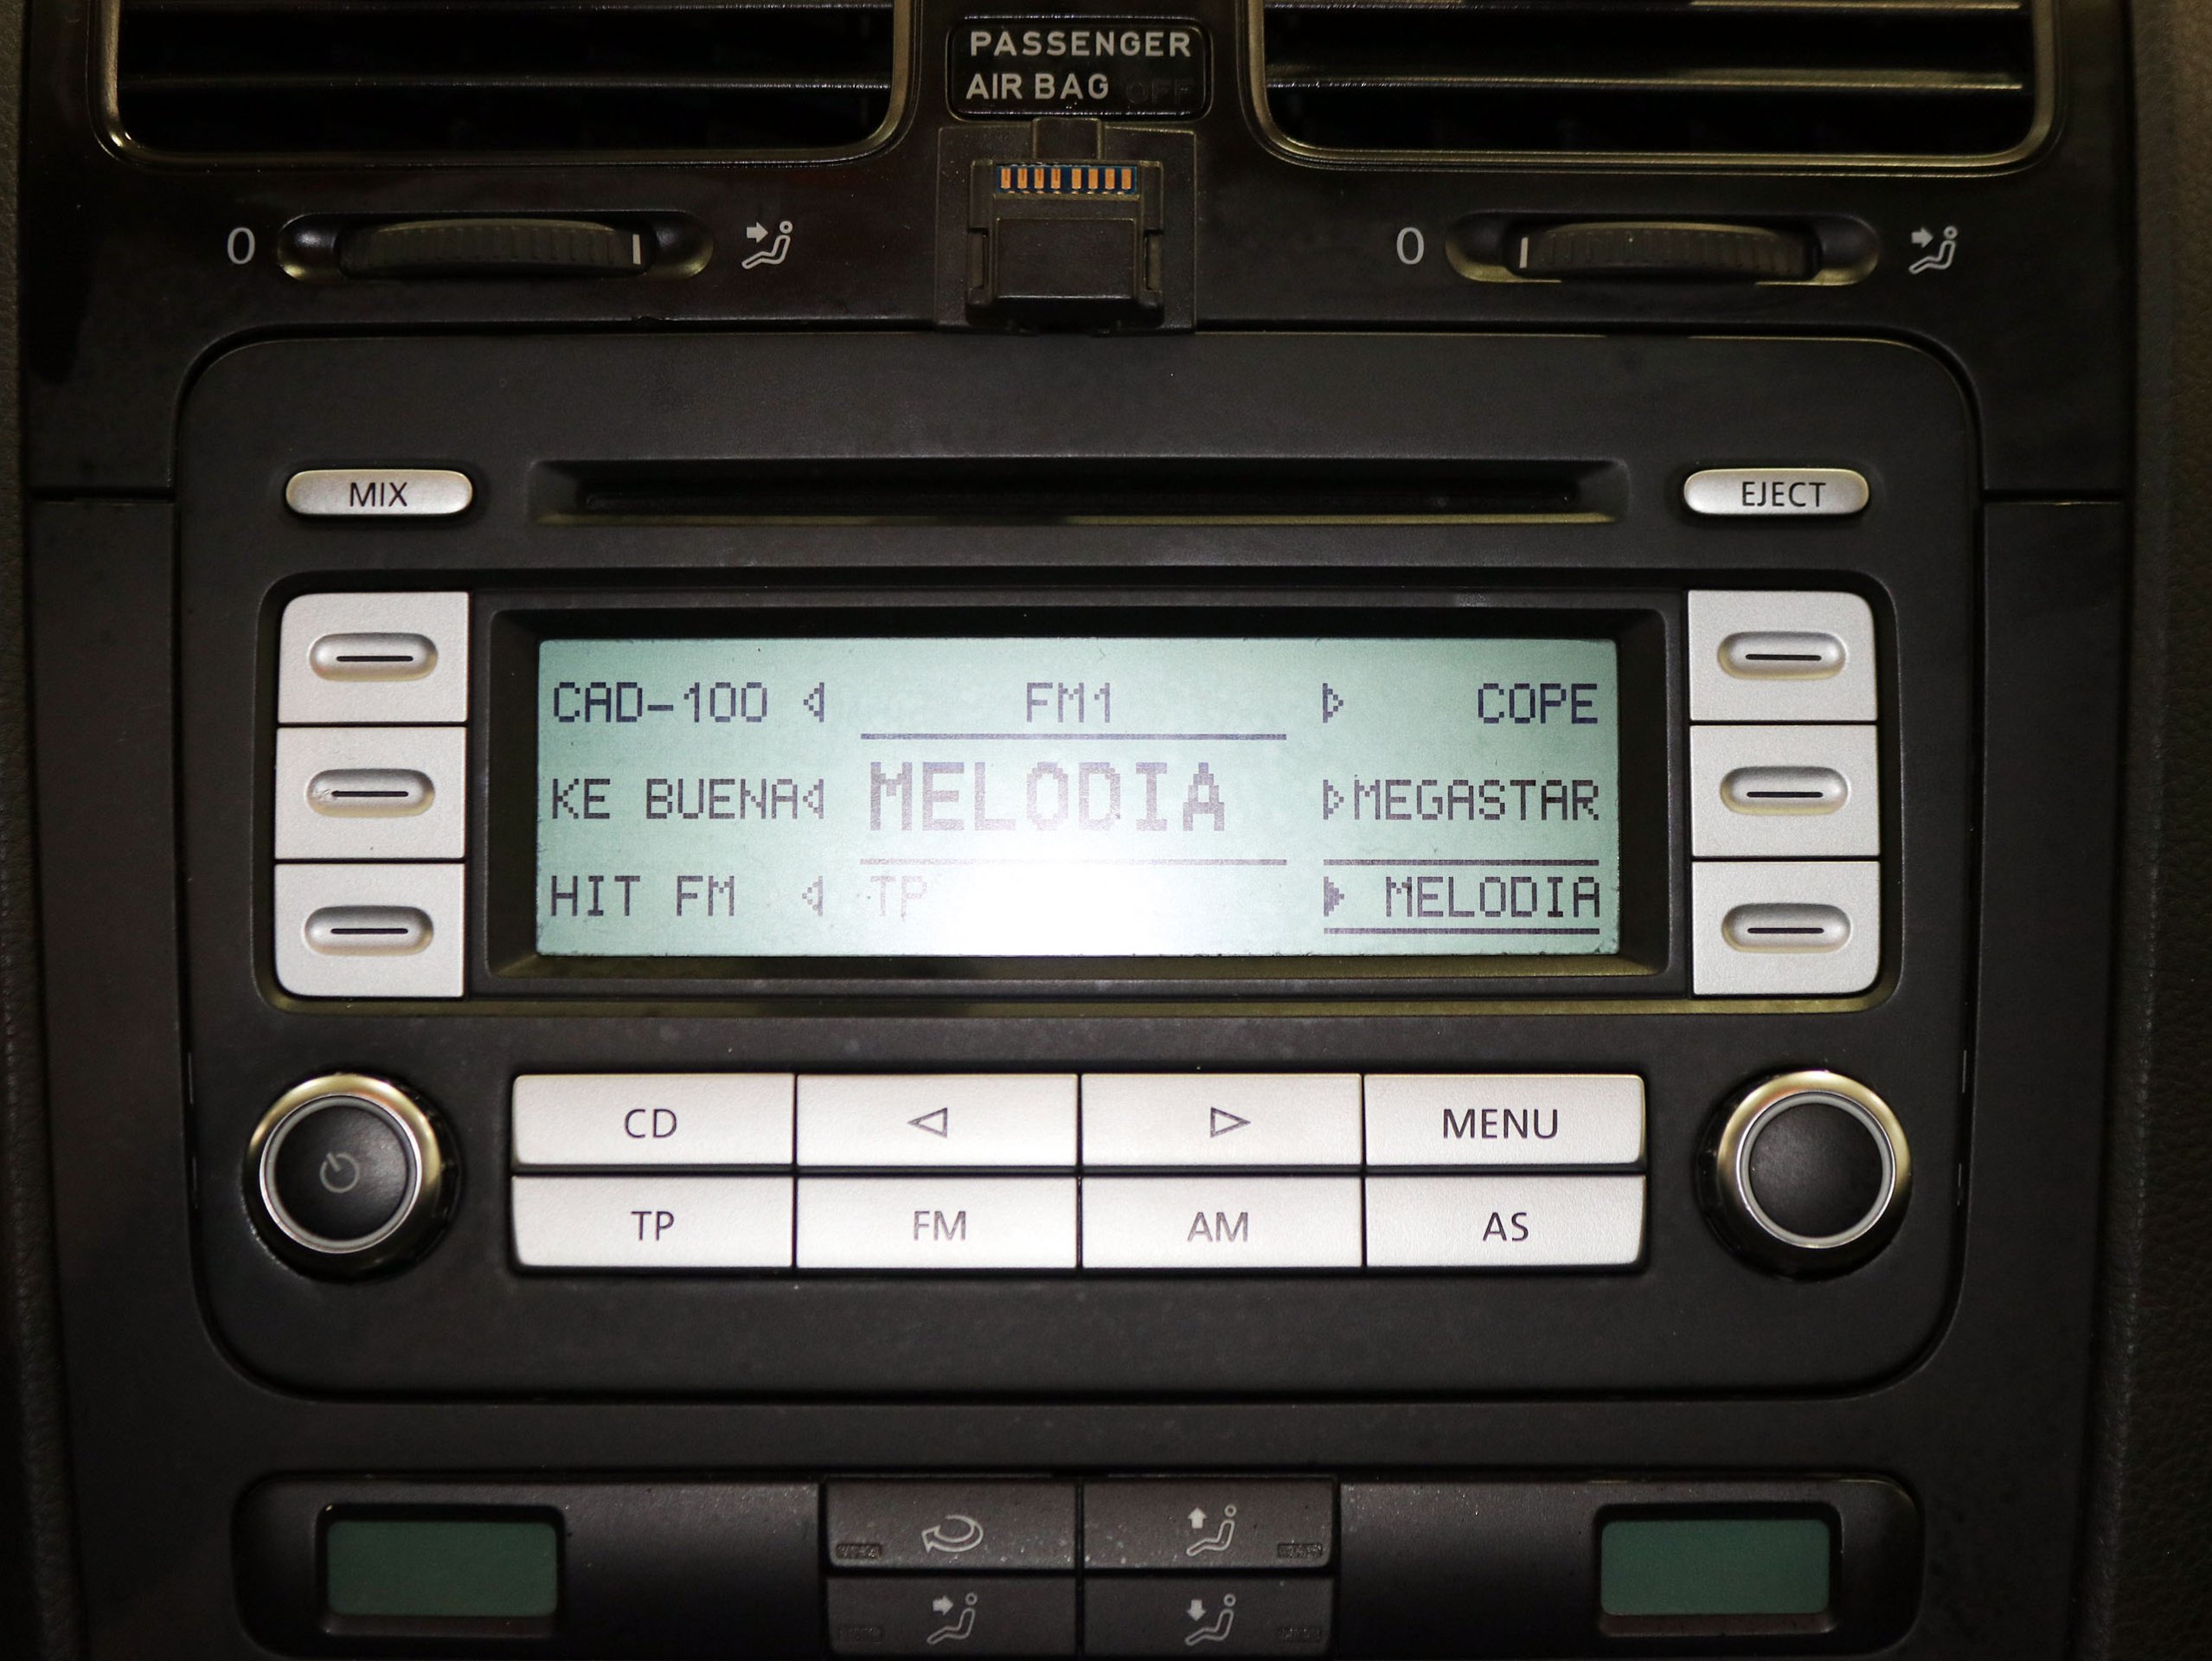 PASSENGER
AIR BAG OFF
0
0
MIX
EJECT
CAD-100 FM1 COPE
KE BUENA MELODIA MEGASTAR
HIT FM TP MELODIA
CD MENU
TP FM AM AS